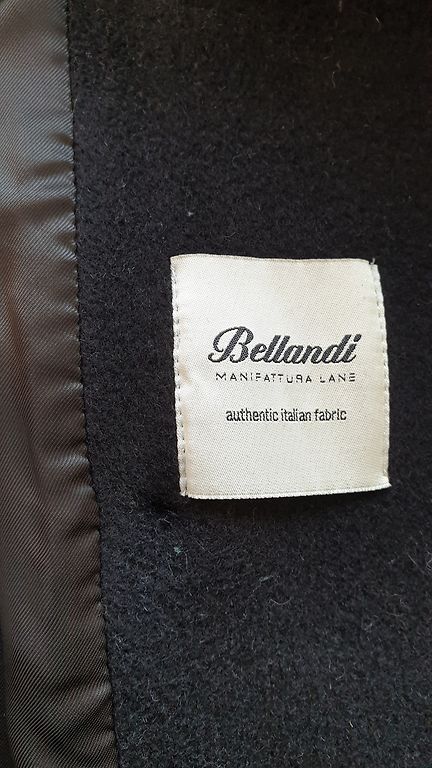 Bellandi
MANIFATTURA LANE
authentic italian fabric